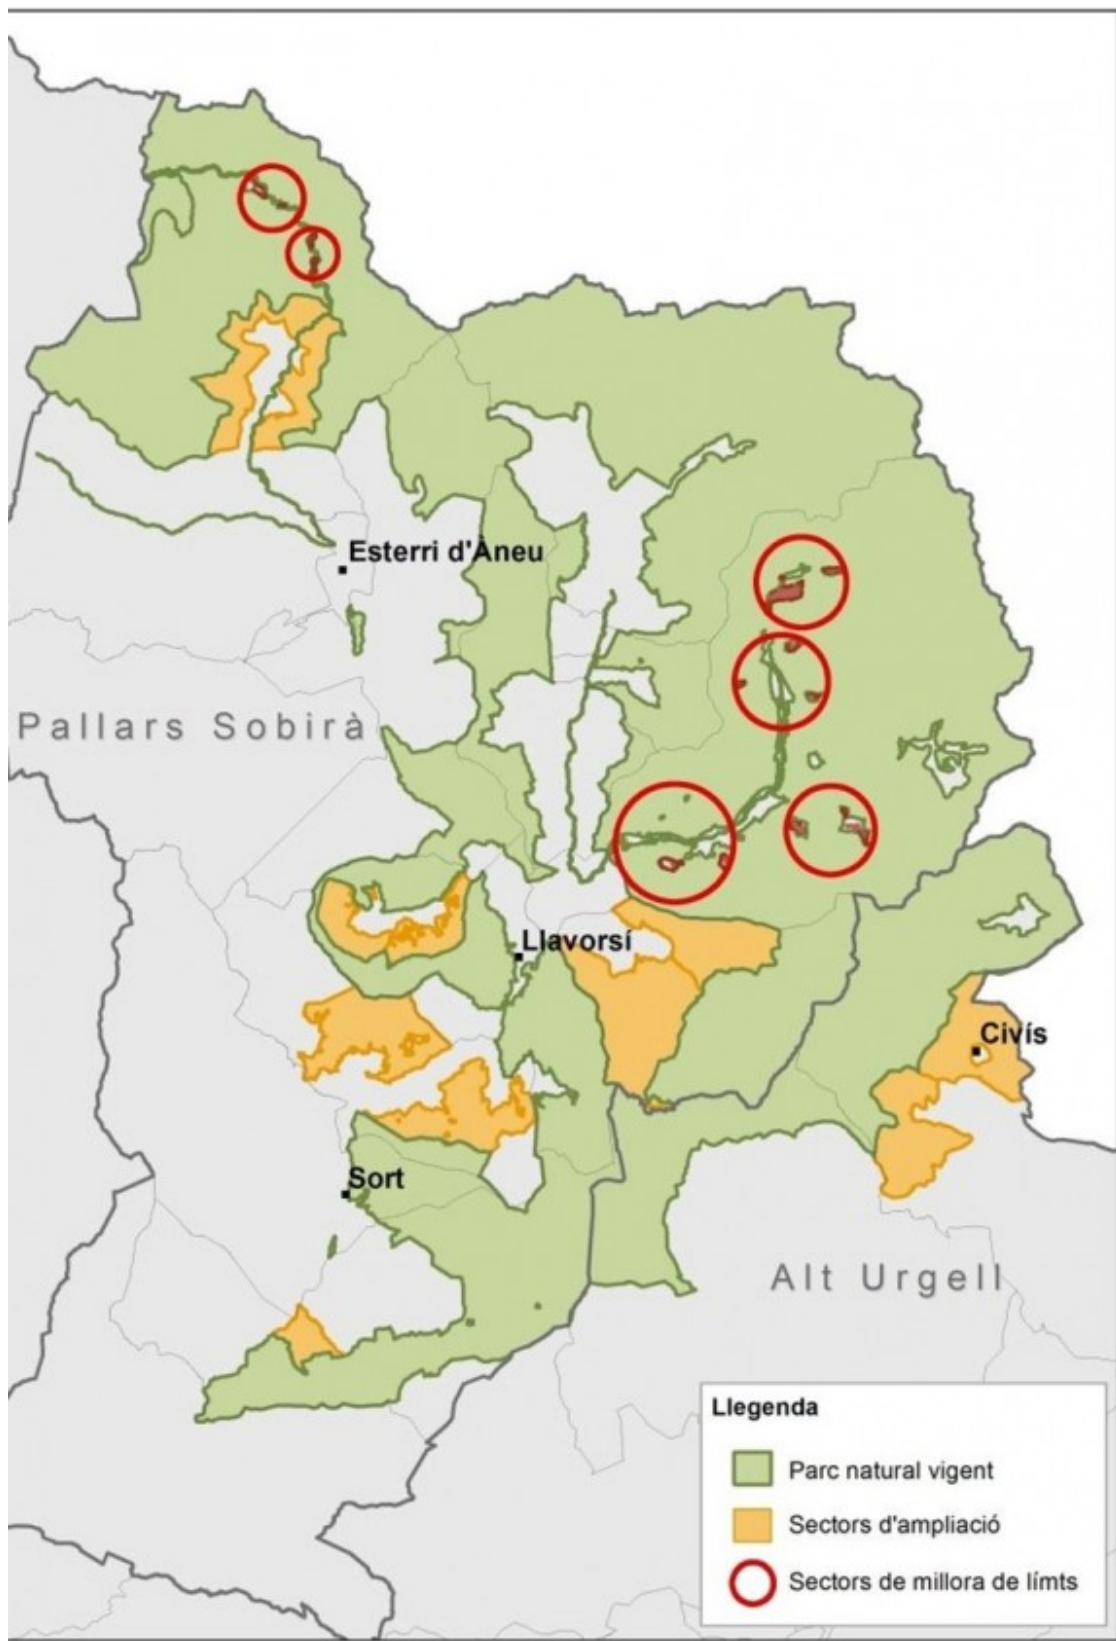 Esterri d'Àneu
Pallars Sobirà
Llavorsí
Civís
Sort
Alt Urgell
Llegenda
Parc natural vigent
Sectors d'ampliació
Sectors de millora de límts